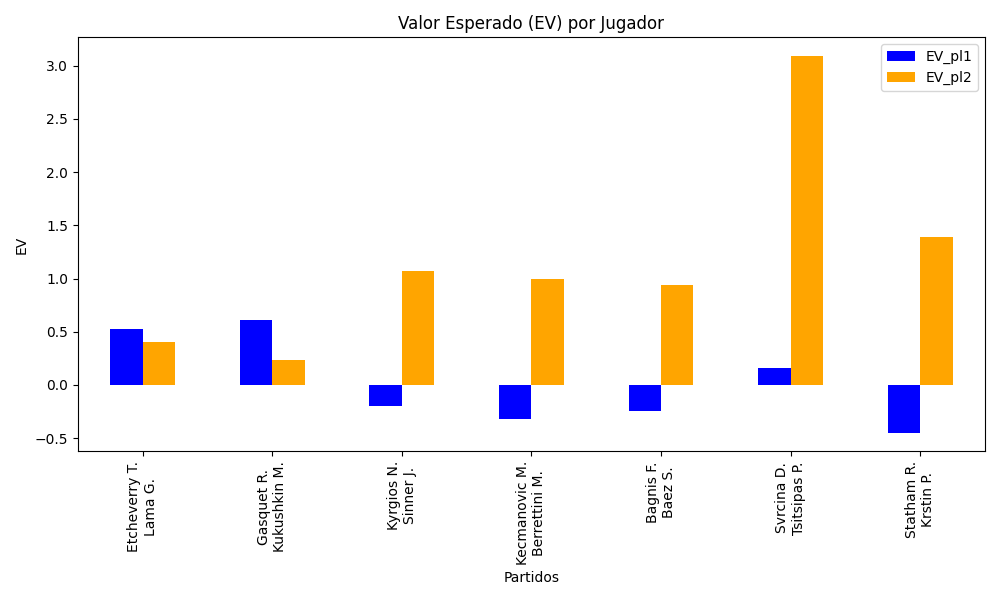 Valor Esperado (EV) por Jugador
EV_pl1
EV_pl2
EV
3.0
2.5
2.0
1.5
1.0
0.5
0.0
−0.5
Etcheverry T.
Lama G.
Gasquet R.
Kukushkin M.
Kyrgios N.
Sinner J.
Kecmanovic M.
Berrettini M.
Bagnis F.
Baez S.
Svrcina D.
Tsitsipas P.
Statham R.
Krstin P.
Partidos